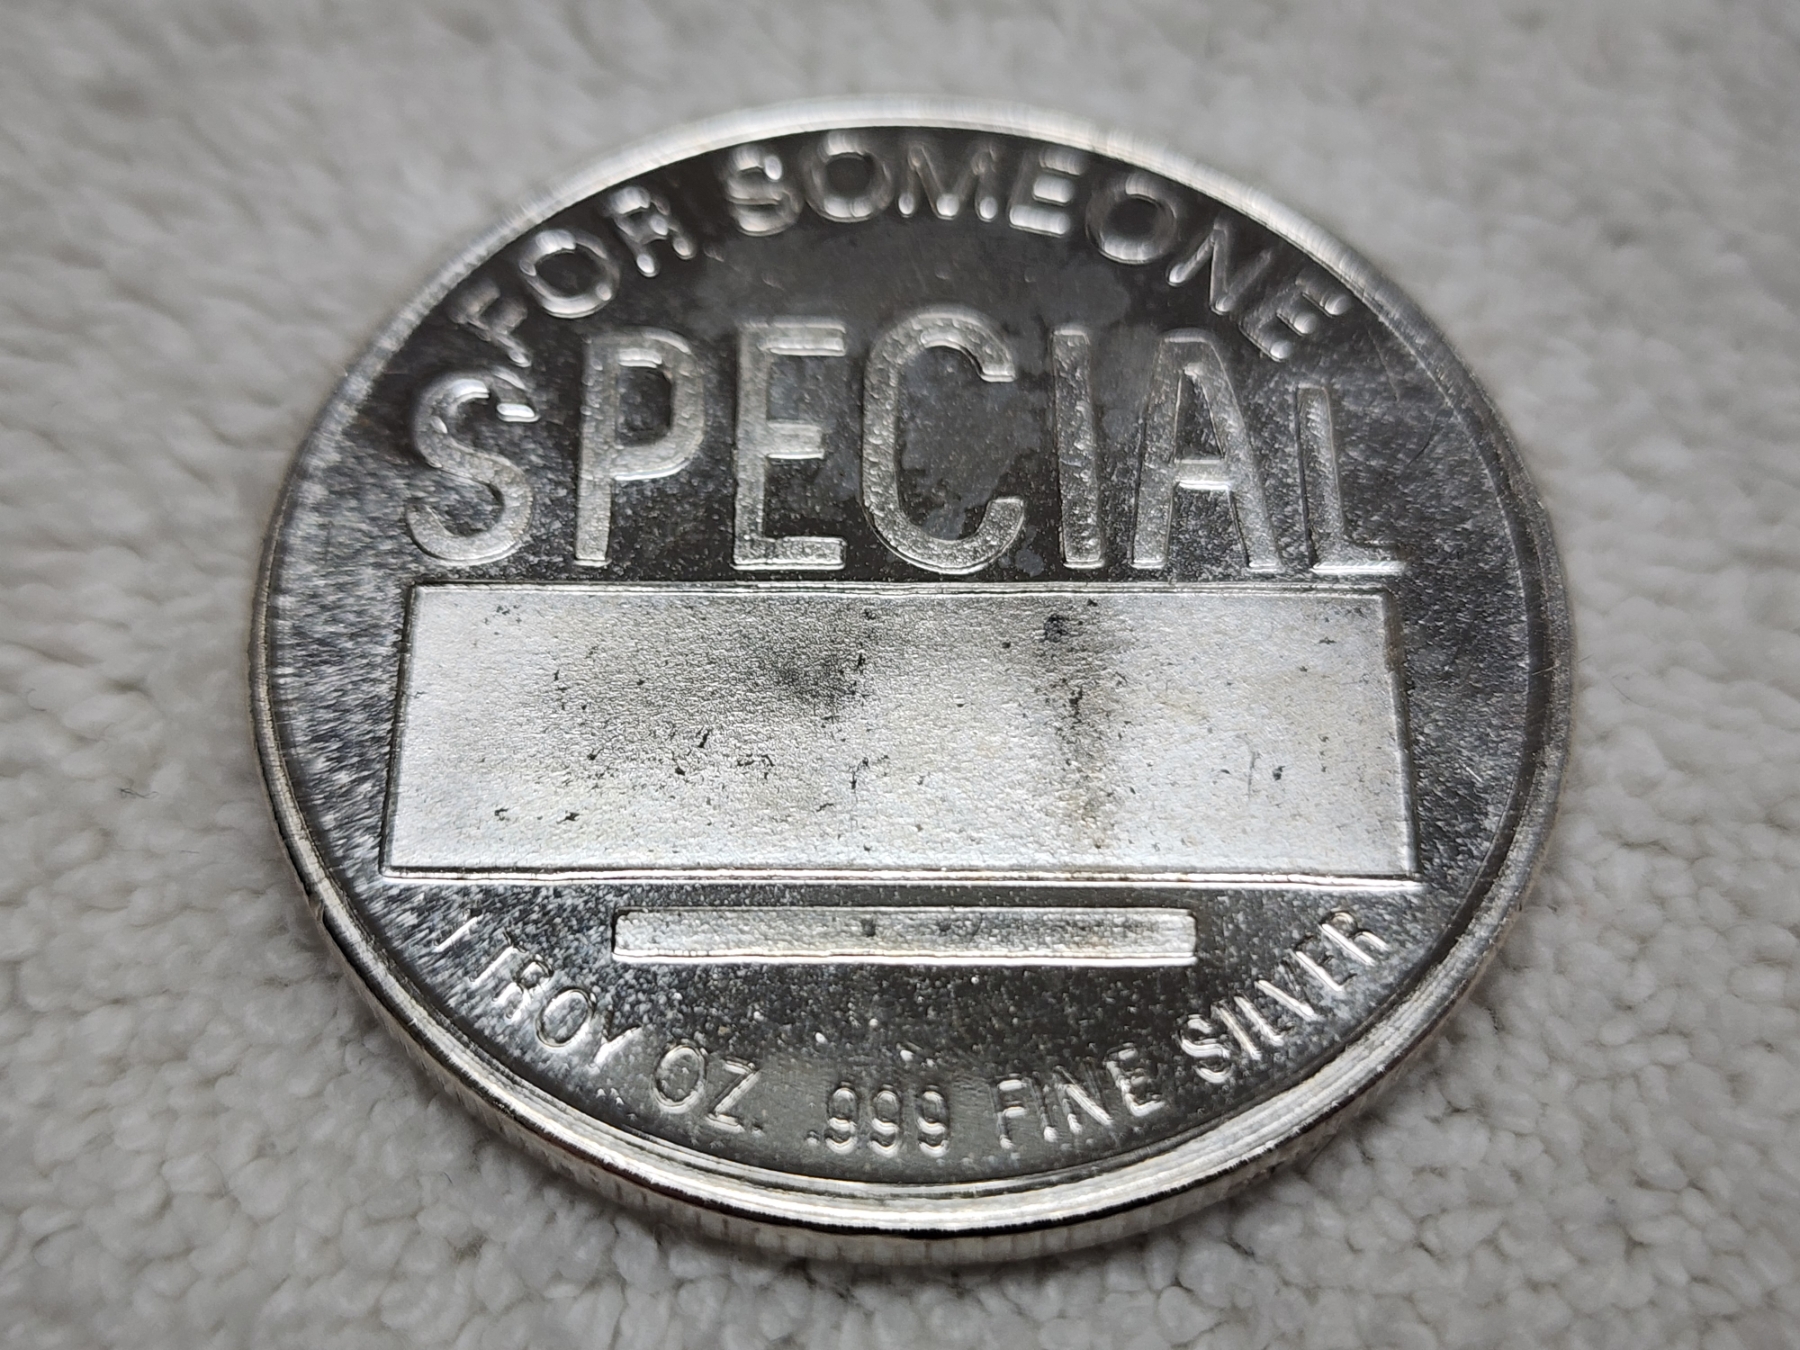 FOR SOMEONE
SPECIAL
1 TROY OZ. .999 FINE SILVER